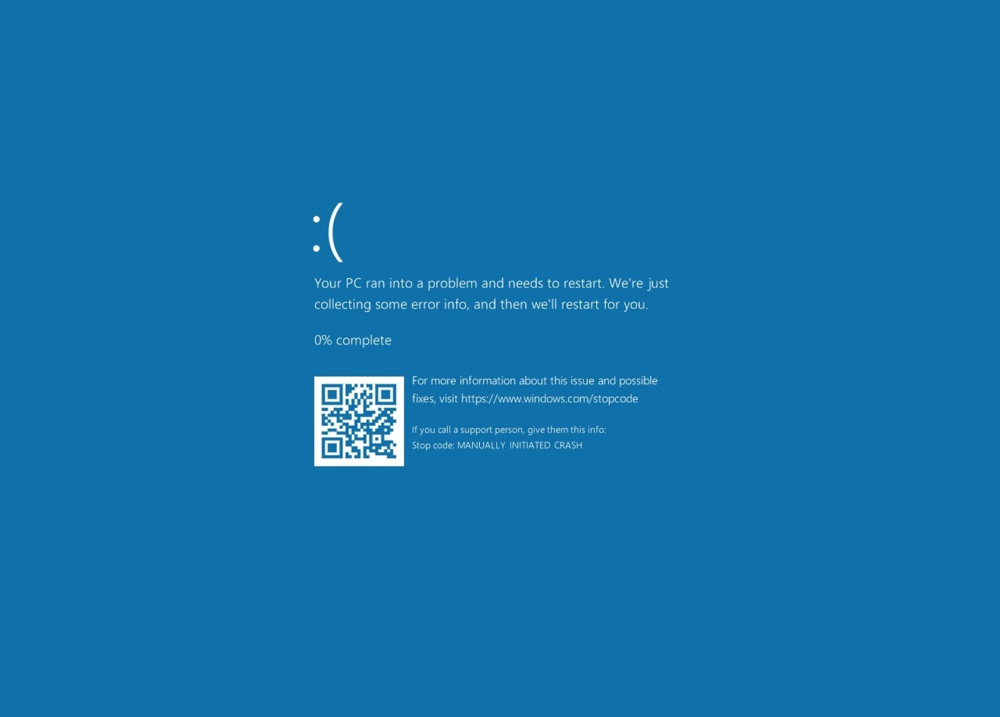 :(
Your PC ran into a problem and needs to restart. We're just
collecting some error info, and then we'll restart for you.
0% complete
For more information about this issue and possible
fixes, visit https://www.windows.com/stopcode
If you call a support person, give them this info:
Stop code: MANUALLY INITIATED CRASH